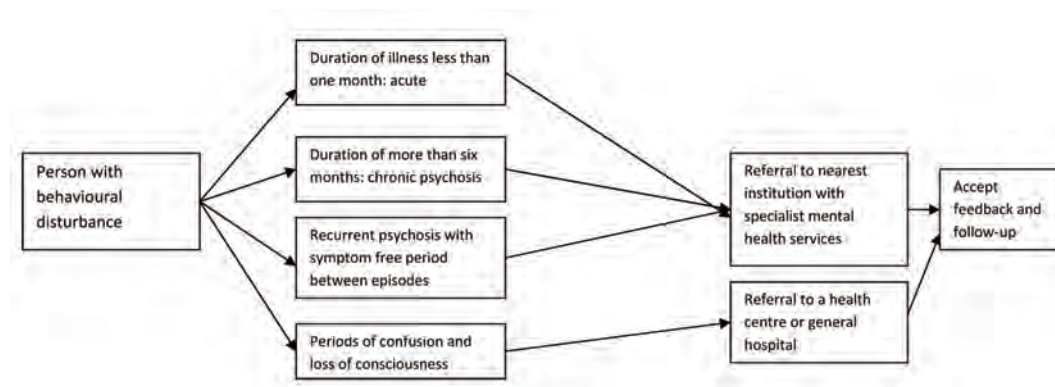 Person with
behavioural
disturbance
Duration of illness less than
one month: acute
Duration of more than six
months: chronic psychosis
Recurrent psychosis with
symptom free period
between episodes
Periods of confusion and
loss of consciousness
Referral to nearest
institution with
specialist mental
health services
Referral to a health
centre or general
hospital
Accept
feedback and
follow-up